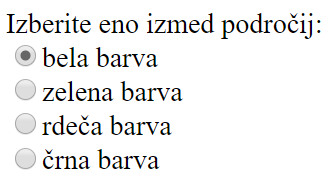 Izberite eno izmed področij:
bela barva
zelena barva
rdeča barva
črna barva